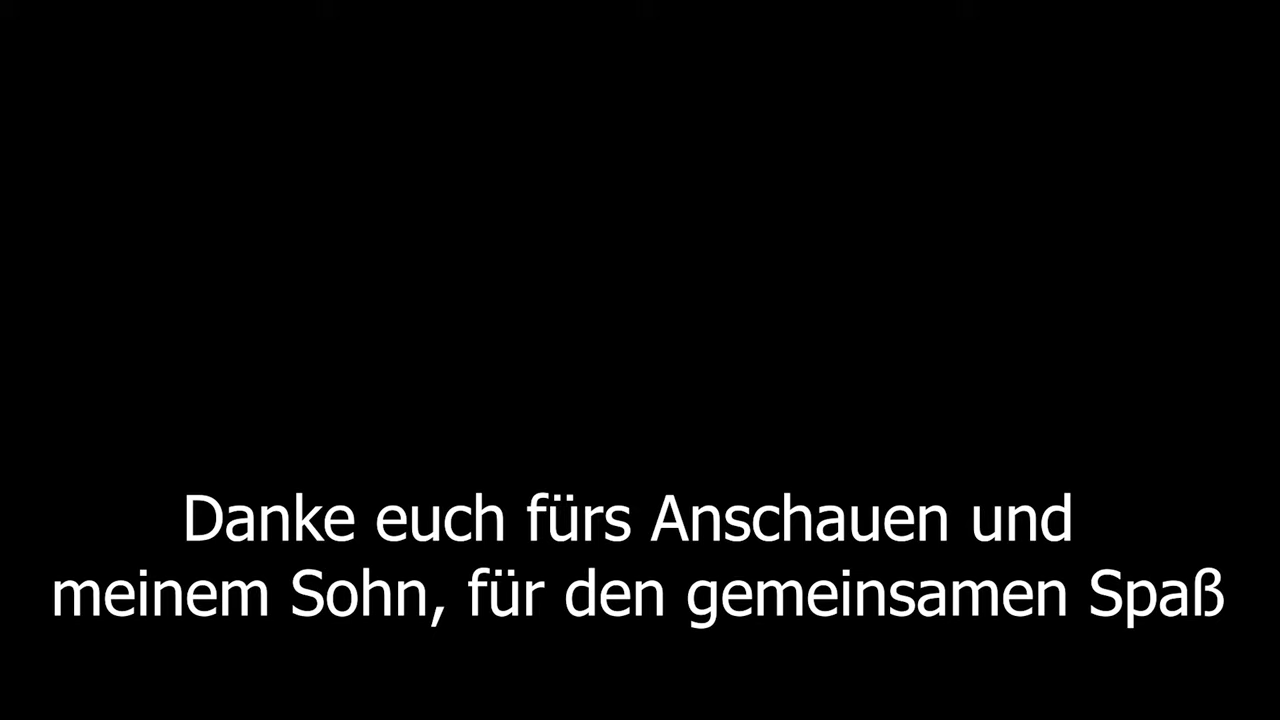 Danke euch fürs Anschauen und
meinem Sohn, für den gemeinsamen Spaß